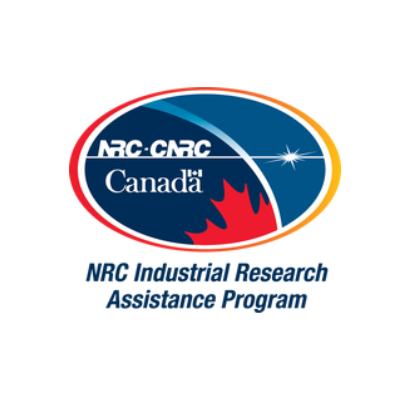 NRC·CNRC
Canada
NRC Industrial Research
Assistance Program